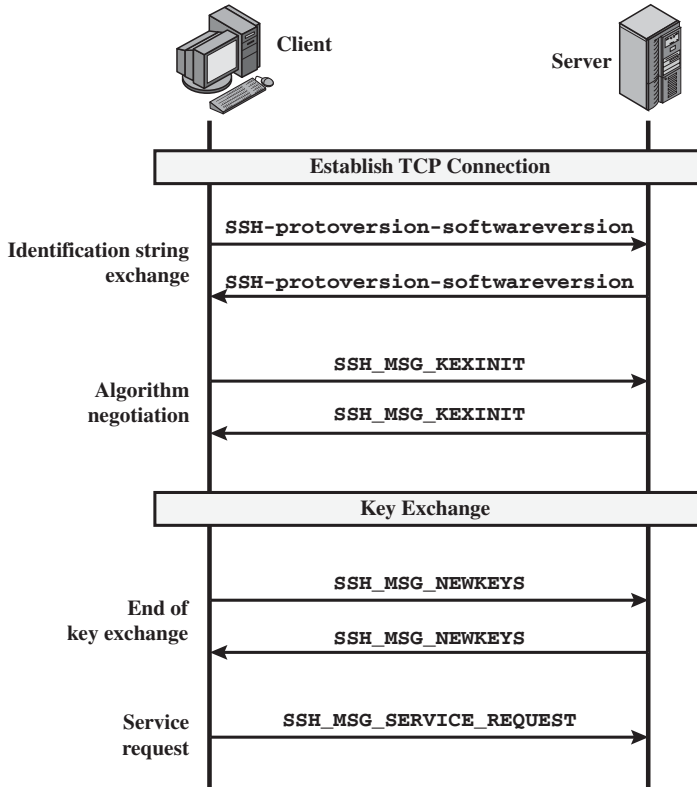 Client
Server
Establish TCP Connection
SSH-protoversion-softwareversion
Identification string
exchange
SSH-protoversion-softwareversion
SSH_MSG_KEXINIT
Algorithm
negotiation
SSH_MSG_KEXINIT
Key Exchange
SSH_MSG_NEWKEYS
End of
key exchange
SSH_MSG_NEWKEYS
SSH_MSG_SERVICE_REQUEST
Service
request